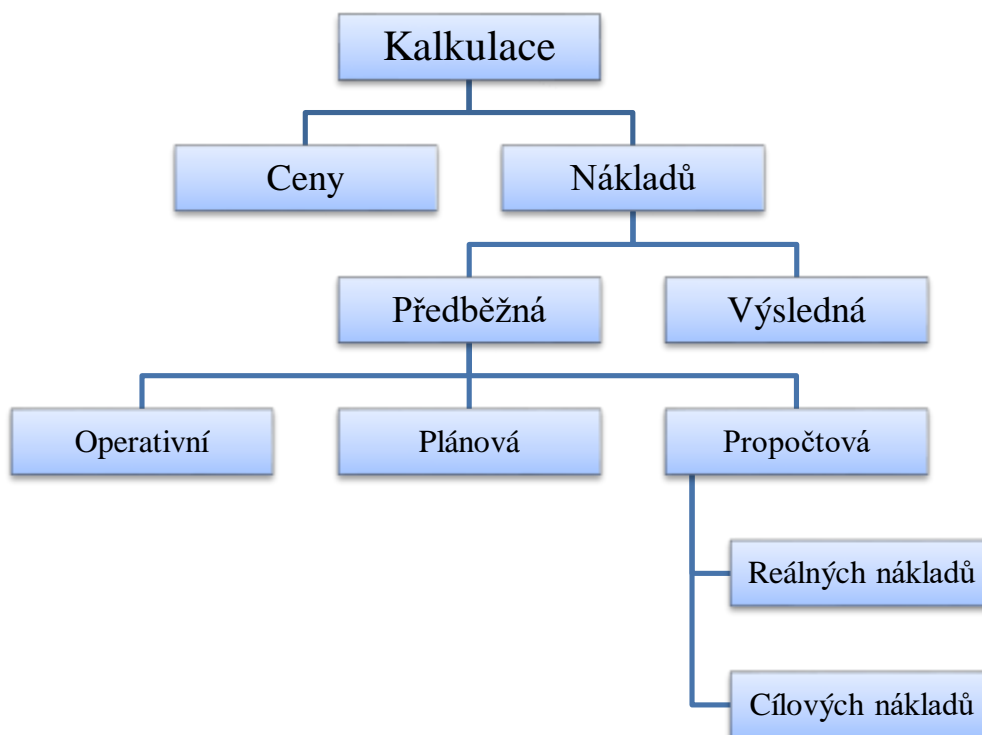 Kalkulace
Ceny
Nákladů
Předběžná
Výsledná
Operativní
Plánová
Propočtová
Reálných nákladů
Cílových nákladů